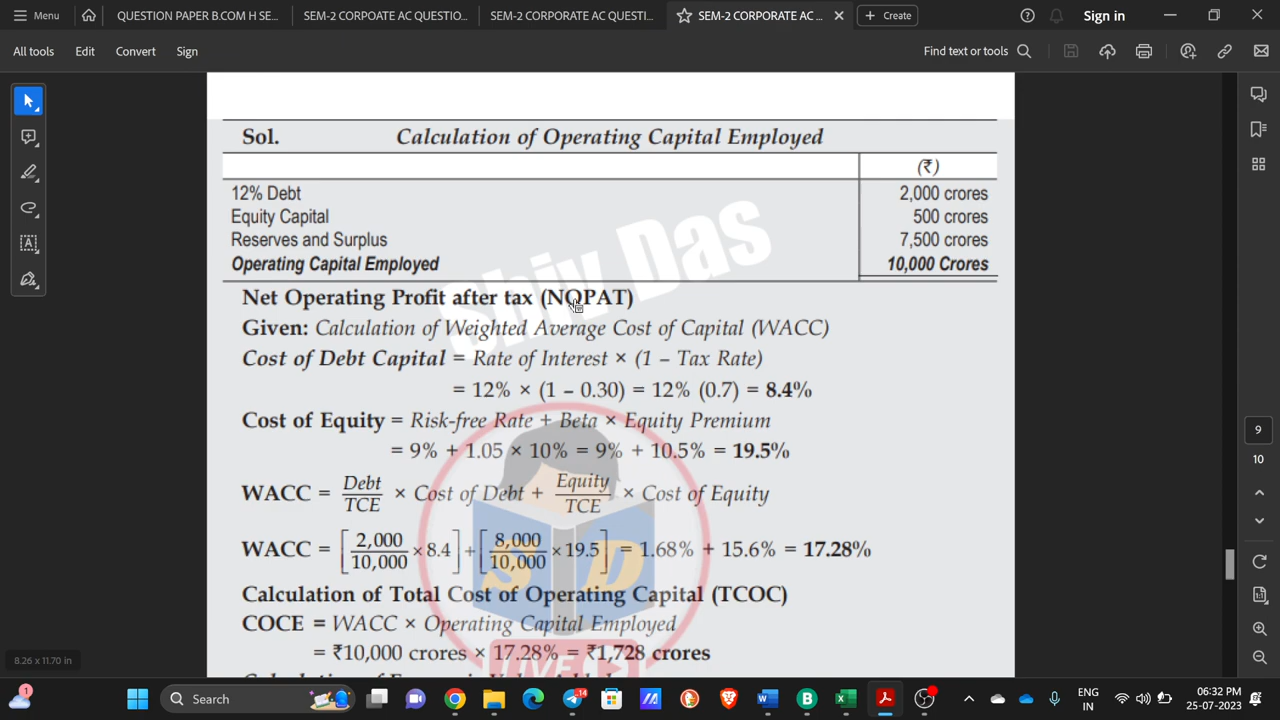 Menu QUESTION PAPER B.COM H SE... SEM-2 CORPOATE AC QUESTIO... SEM-2 CORPORATE AC QUESTI... SEM-2 CORPORATE AC ... Create Sign in
All tools Edit Convert Sign Find text or tools
Sol. Calculation of Operating Capital Employed
(₹)
12% Debt 2,000 crores
Equity Capital 500 crores
Reserves and Surplus 7,500 crores
Operating Capital Employed 10,000 Crores
Shiv Das
Net Operating Profit after tax (NOPAT)
Given: Calculation of Weighted Average Cost of Capital (WACC)
Cost of Debt Capital = Rate of Interest × (1 – Tax Rate)
= 12% × (1 – 0.30) = 12% (0.7) = 8.4%
Cost of Equity = Risk-free Rate + Beta × Equity Premium
= 9% + 1.05 × 10% = 9% + 10.5% = 19.5%
WACC = Debt/TCE × Cost of Debt + Equity/TCE × Cost of Equity
WACC = [2,000/10,000 × 8.4] + [8,000/10,000 × 19.5] = 1.68% + 15.6% = 17.28%
S D
Calculation of Total Cost of Operating Capital (TCOC)
COCE = WACC × Operating Capital Employed
= ₹10,000 crores × 17.28% = ₹1,728 crores
LIVE
9
10
8.26 x 11.70 in
1
Search
14
ENG
IN
06:32 PM
25-07-2023